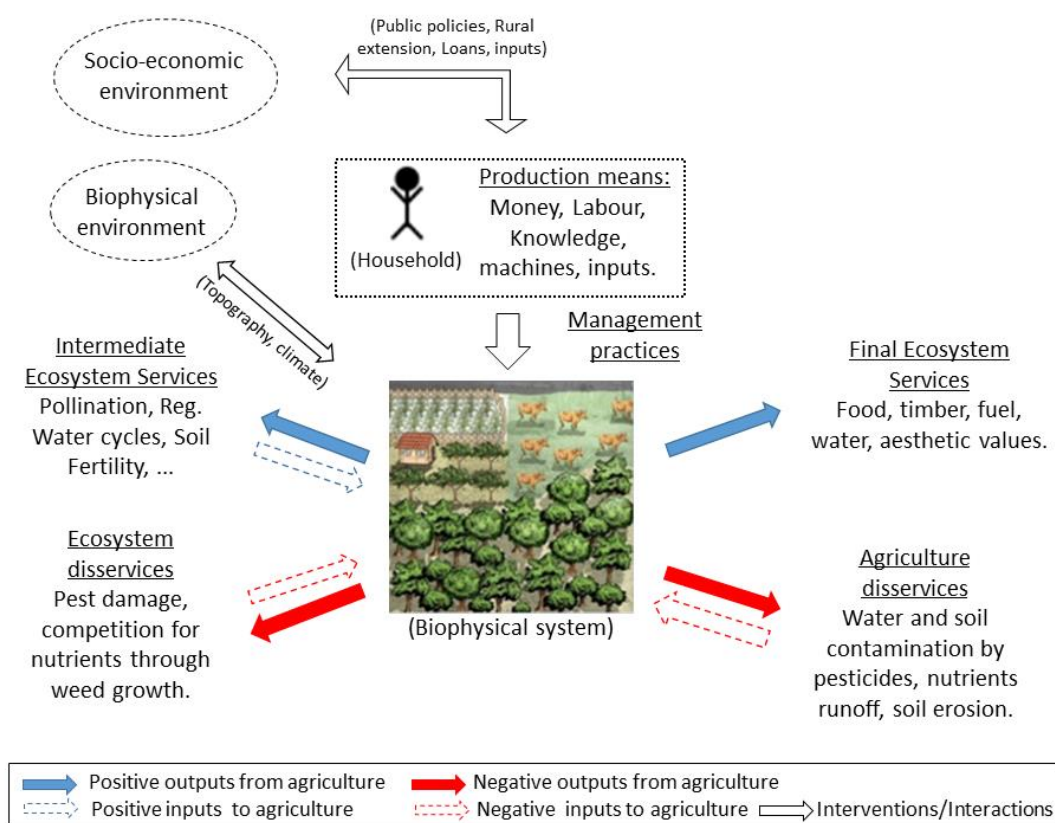 (Public policies, Rural
extension, Loans, inputs)
Socio-economic
environment
Biophysical
environment
Production means:
Money, Labour,
Knowledge,
machines, inputs.
(Household)
(Topography, climate)
Management
practices
Intermediate
Ecosystem Services
Pollination, Reg.
Water cycles, Soil
Fertility, ...
Final Ecosystem
Services
Food, timber, fuel,
water, aesthetic values.
Ecosystem
disservices
Pest damage,
competition for
nutrients through
weed growth.
(Biophysical system)
Agriculture
disservices
Water and soil
contamination by
pesticides, nutrients
runoff, soil erosion.
Positive outputs from agriculture
Negative outputs from agriculture
Positive inputs to agriculture
Negative inputs to agriculture
Interventions/Interactions